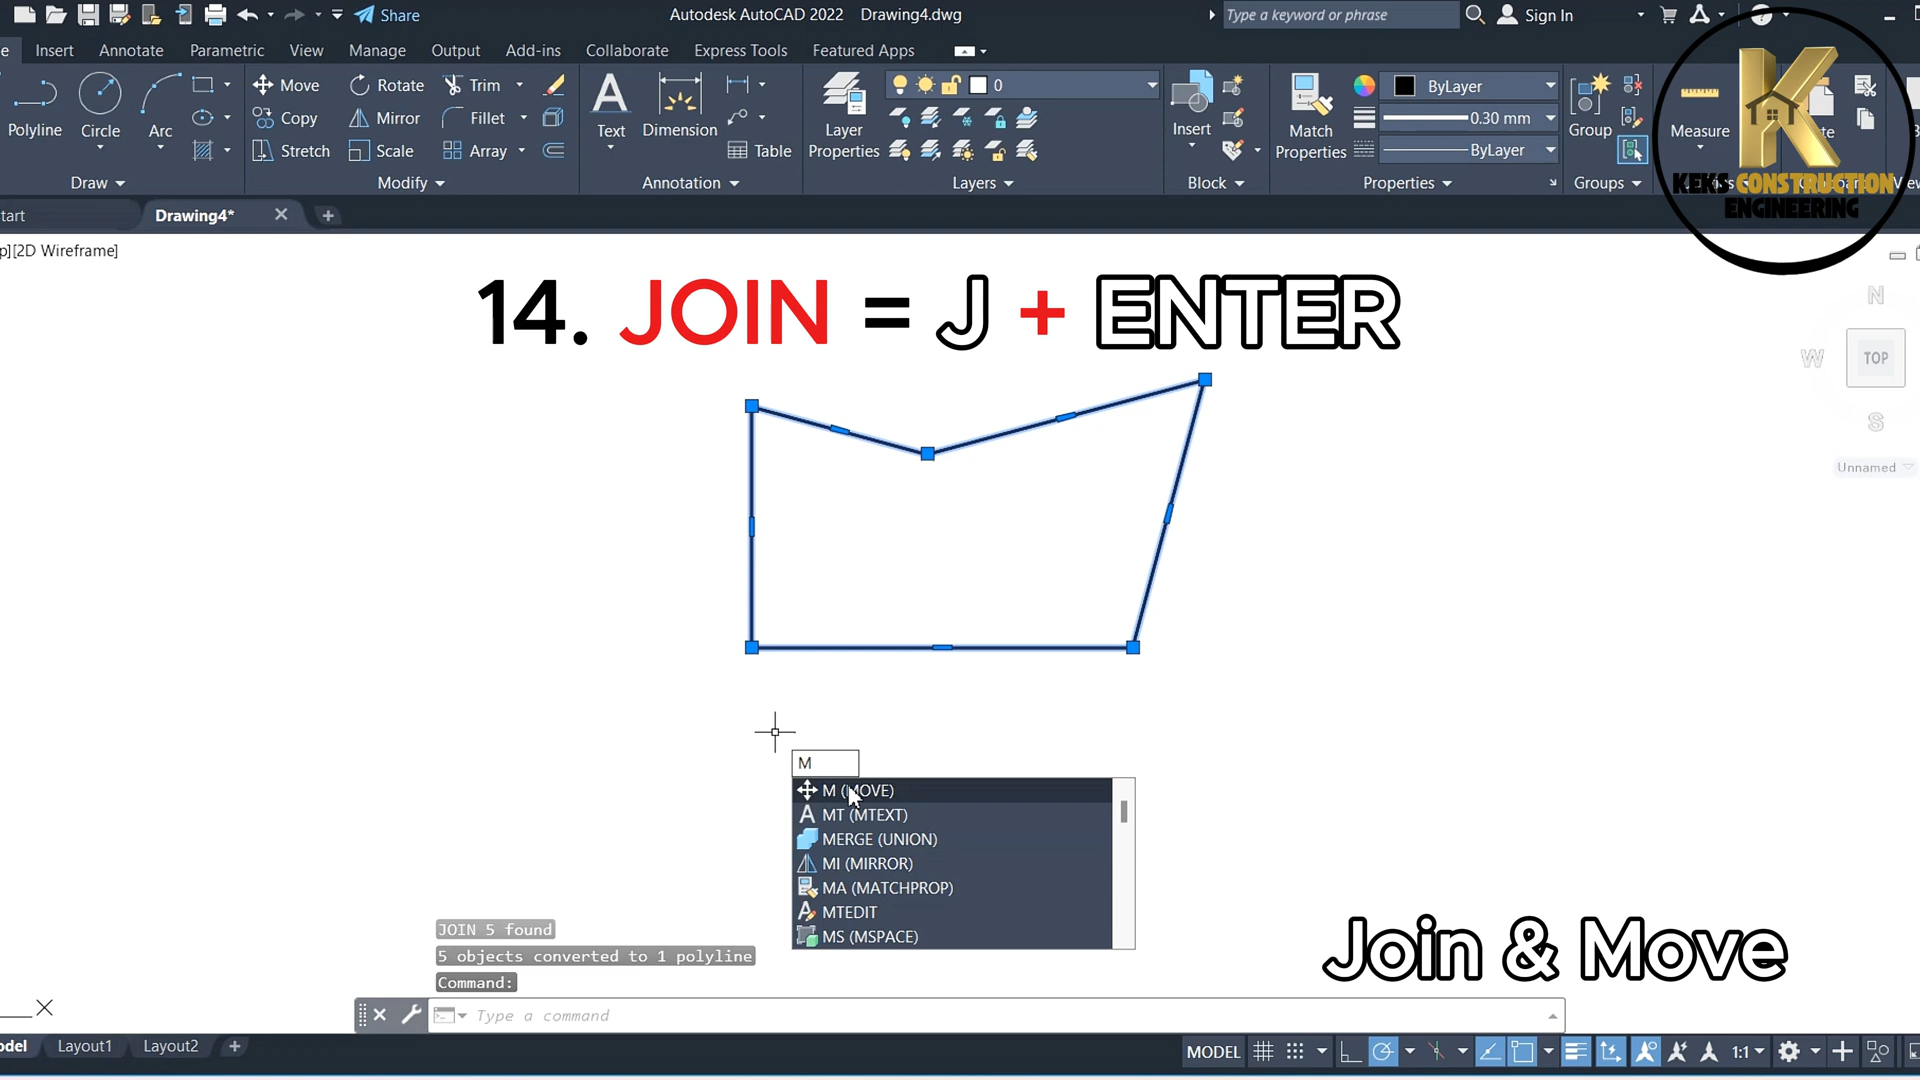 Share
Autodesk AutoCAD 2022 Drawing4.dwg
Type a keyword or phrase
Sign In
Insert Annotate Parametric View Manage Output Add-ins Collaborate Express Tools Featured Apps
Polyline
Circle
Arc
Draw
Move
Rotate
Trim
Copy
Mirror
Fillet
Stretch
Scale
Array
Modify
Text
Dimension
Table
Annotation
Layer
Properties
0
Layers
Insert
Block
Match
Properties
ByLayer
0.30 mm
ByLayer
Properties
Group
Groups
Measure
K
KEKS CONSTRUCTION
ENGINEERING
Drawing4*
[2D Wireframe]
14. JOIN = J + ENTER
N
W
TOP
S
Unnamed
M
M (MOVE)
MT (MTEXT)
MERGE (UNION)
MI (MIRROR)
MA (MATCHPROP)
MTEDIT
MS (MSPACE)
JOIN 5 found
5 objects converted to 1 polyline
Command:
Join & Move
Type a command
Layout1 Layout2
MODEL
1:1